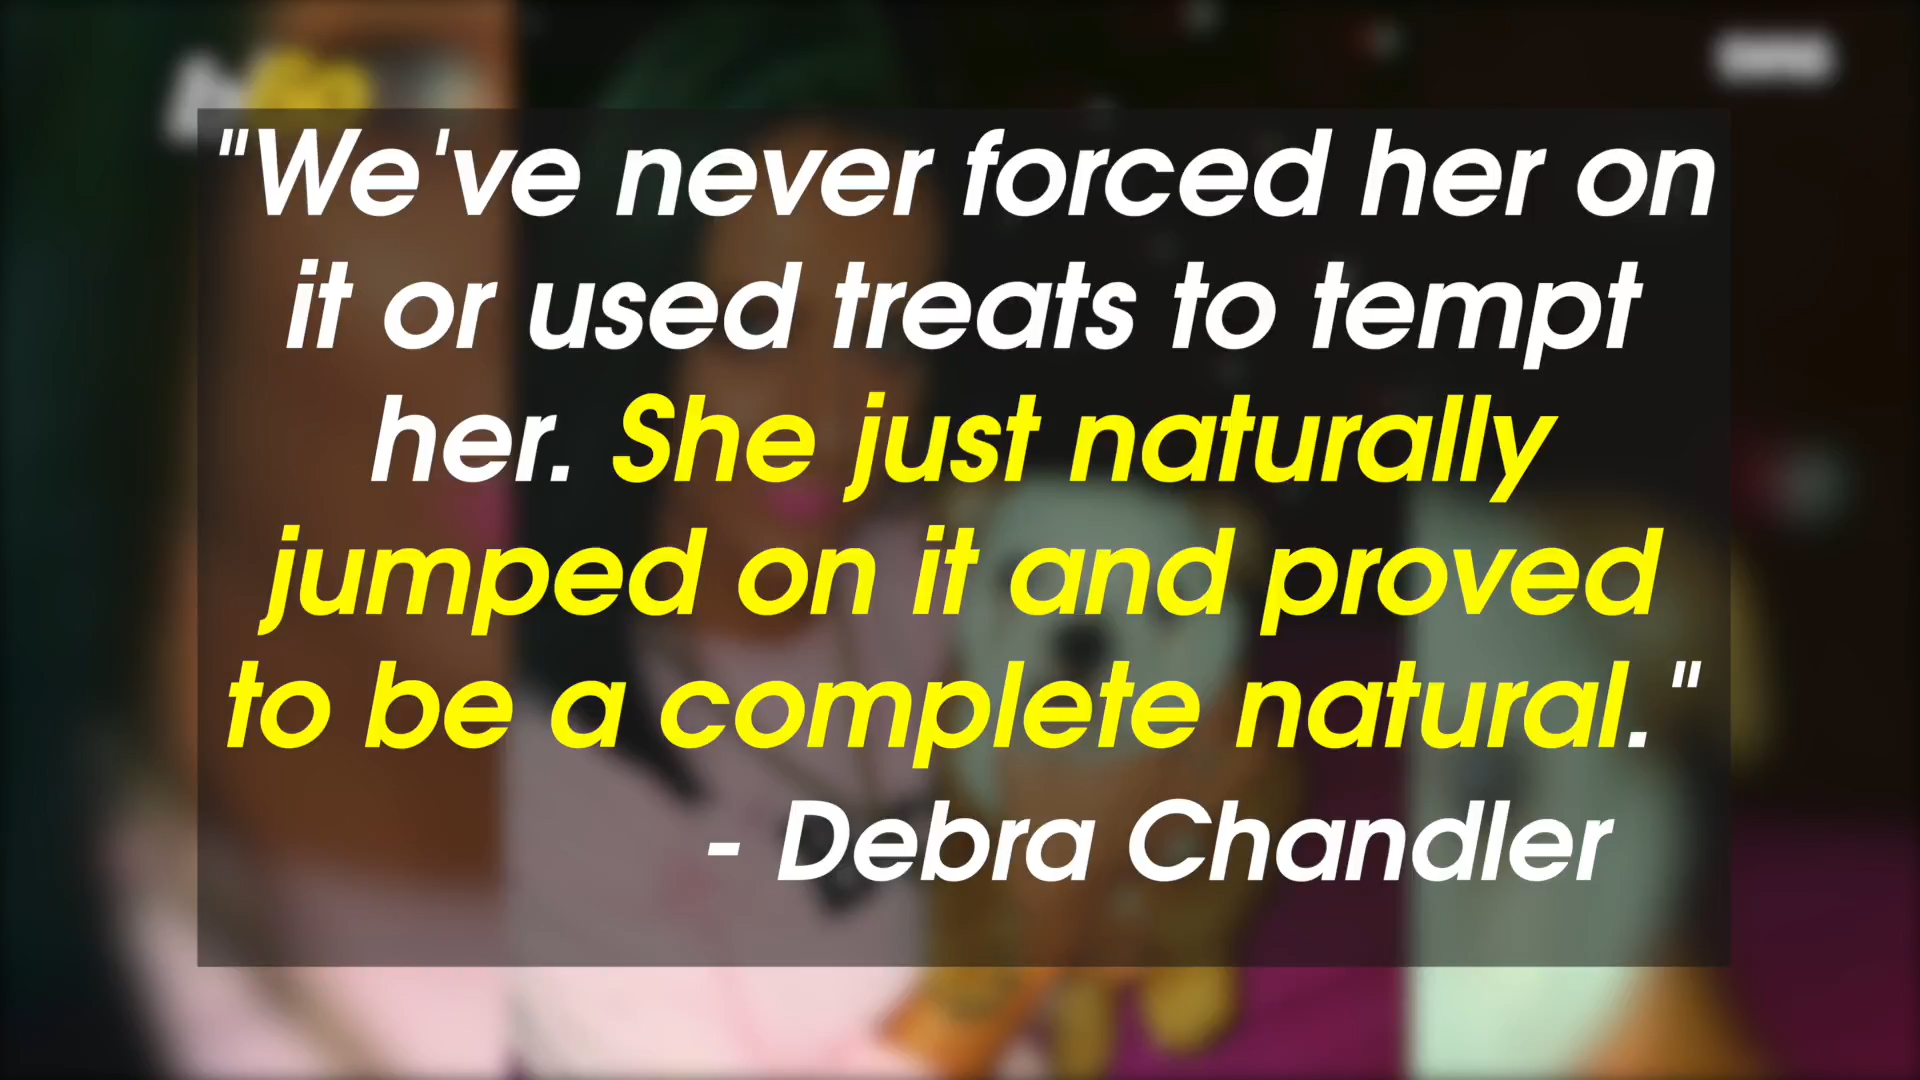 "We've never forced her on
it or used treats to tempt
her. She just naturally
jumped on it and proved
to be a complete natural."
- Debra Chandler